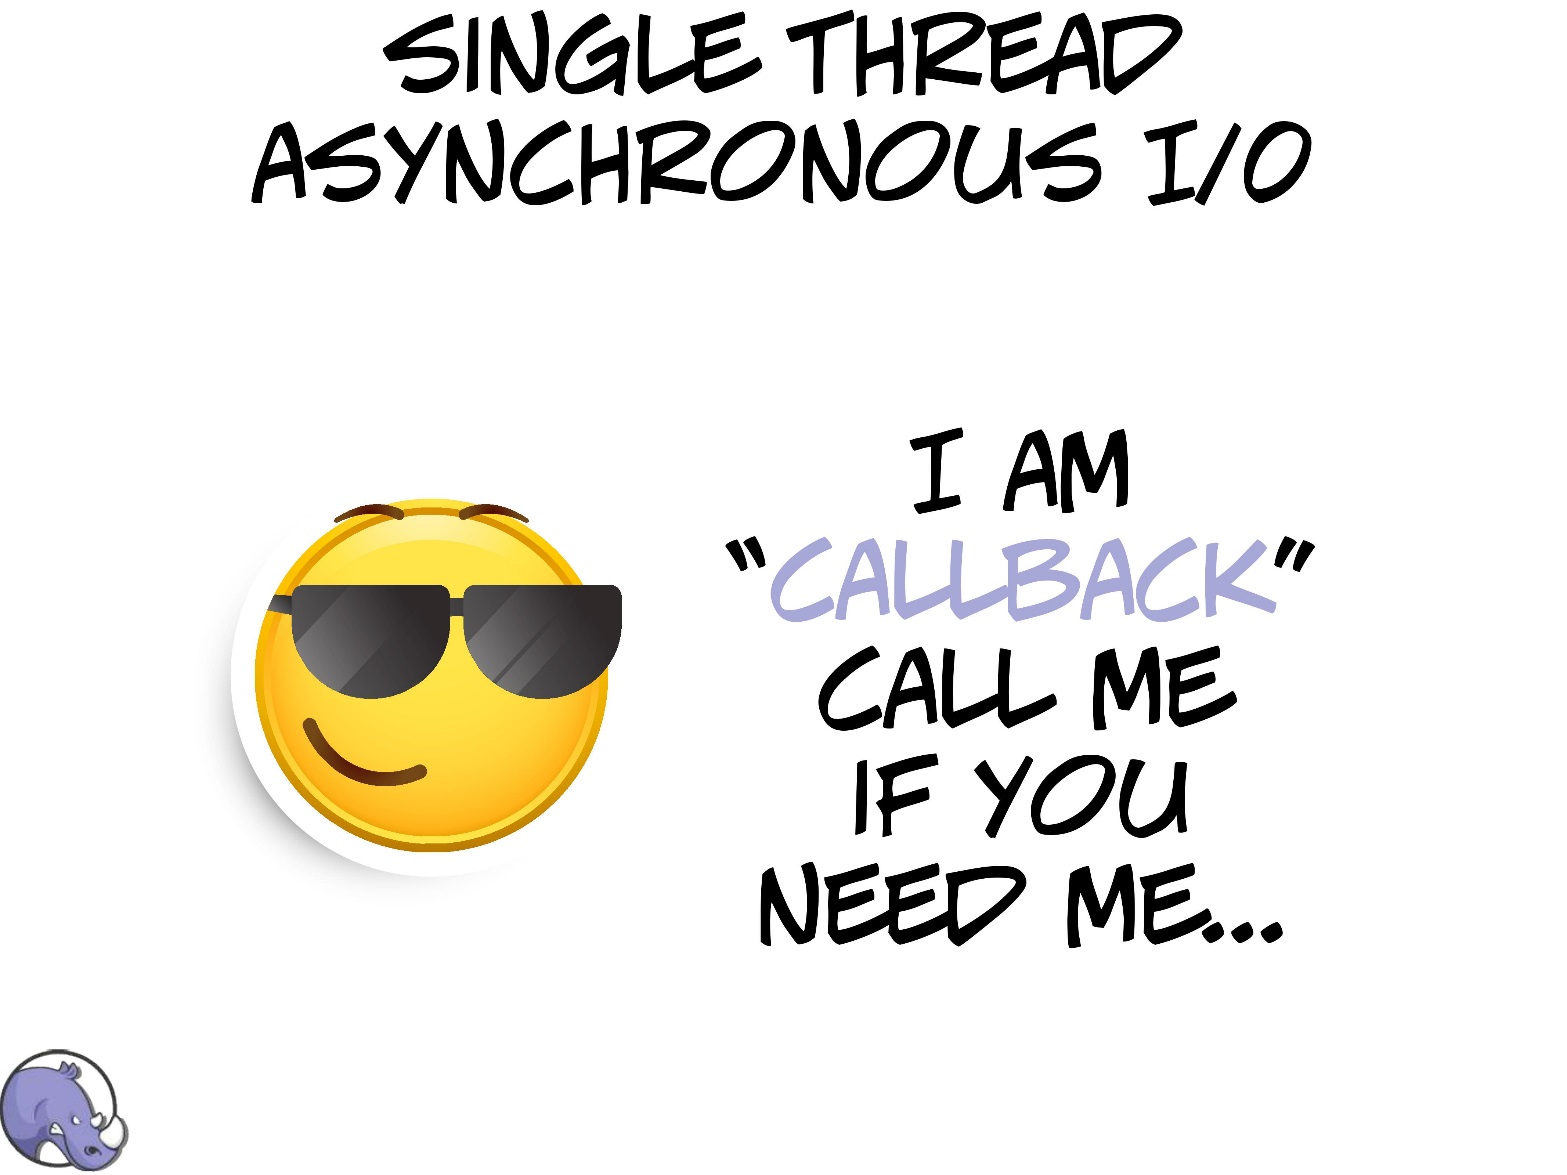 SINGLE THREAD
ASYNCHRONOUS I/O
I AM
"CALLBACK"
CALL ME
IF YOU
NEED ME...